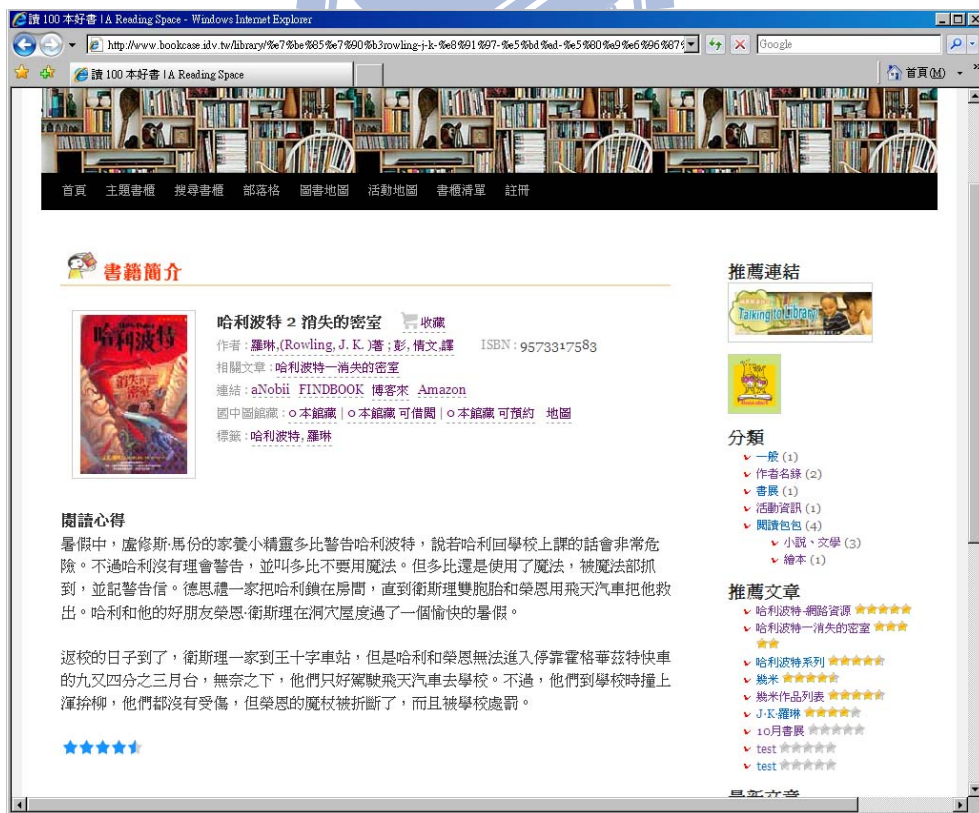 讀 100 本好書 | A Reading Space - Windows Internet Explorer
http://www.bookcase.idv.tw/library/%e7%be%85%e7%90%b3rowling-j-k-%e8%91%97-%e5%bd%ad-%e5%80%a9%e6%96%87%
Google
讀 100 本好書 | A Reading Space
首頁(M)
首頁 主題書櫃 搜尋書櫃 部落格 圖書地圖 活動地圖 書櫃清單 註冊
書籍簡介
哈利波特
消失的
密室
哈利波特 2 消失的密室 收藏
作者 : 羅琳,(Rowling, J. K. )著 ; 彭, 倩文,譯 ISBN : 9573317583
相關文章 : 哈利波特—消失的密室
連結 : aNobii FINDBOOK 博客來 Amazon
國中圖館藏 : 0 本館藏 | 0 本館藏 可借閱 | 0 本館藏 可預約 地圖
標籤 : 哈利波特, 羅琳
閱讀心得
暑假中，盧修斯·馬份的家養小精靈多比警告哈利波特，說若哈利回學校上課的話會非常危
險。不過哈利沒有理會警告，並叫多比不要用魔法。但多比還是使用了魔法，被魔法部抓
到，並記警告信。德思禮一家把哈利鎖在房間，直到衛斯理雙胞胎和榮恩用飛天汽車把他救
出。哈利和他的好朋友榮恩·衛斯理在洞穴屋度過了一個愉快的暑假。
返校的日子到了，衛斯理一家到王十字車站，但是哈利和榮恩無法進入停靠霍格華茲特快車
的九又四分之三月台，無奈之下，他們只好駕駛飛天汽車去學校。不過，他們到學校時撞上
渾拚柳，他們都沒有受傷，但榮恩的魔杖被折斷了，而且被學校處罰。
推薦連結
Talking to Library
分類
一般 (1)
作者名錄 (2)
書展 (1)
活動資訊 (1)
閱讀包包 (4)
小說、文學 (3)
繪本 (1)
推薦文章
哈利波特-網路資源
哈利波特—消失的密室
哈利波特系列
幾米
幾米作品列表
J·K·羅琳
10月書展
test
test
最新文章